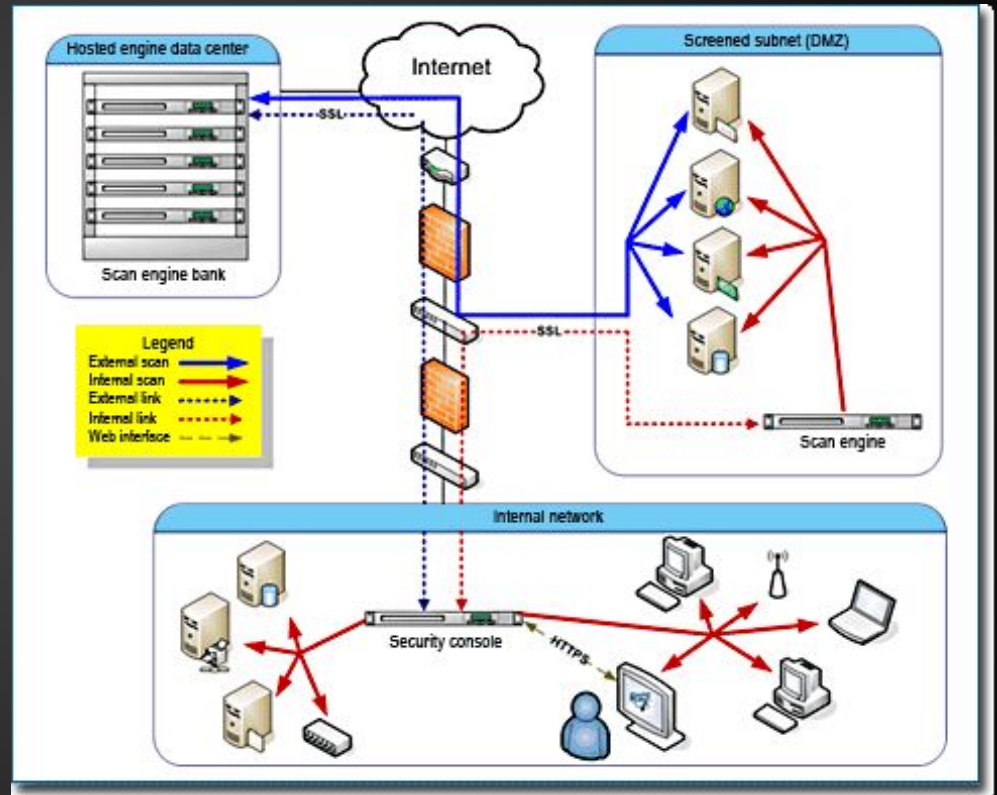 Hosted engine data center
Internet
Screened subnet (DMZ)
SSL
Scan engine bank
SSL
Legend
External scan
Internal scan
External link
Internal link
Web interface
Scan engine
Internal network
Security console
HTTPS